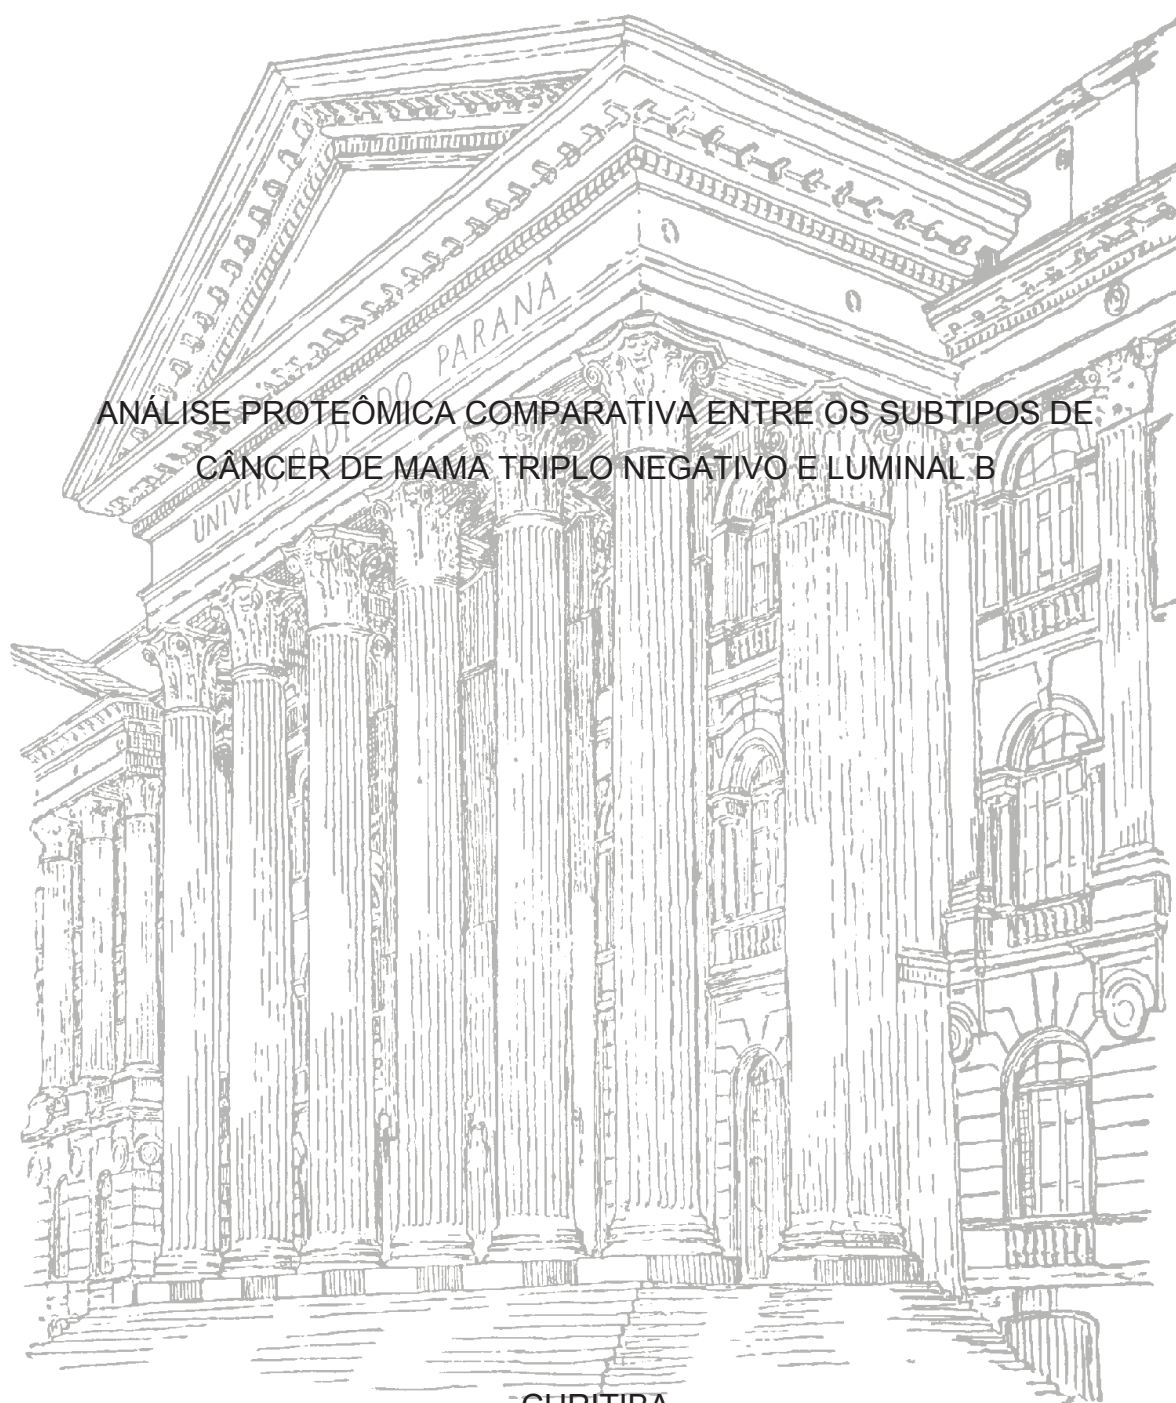 UNIVERSIDADE DO PARANÁ
ANÁLISE PROTEÔMICA COMPARATIVA ENTRE OS SUBTIPOS DE
CÂNCER DE MAMA TRIPLO NEGATIVO E LUMINAL B
CURITIBA